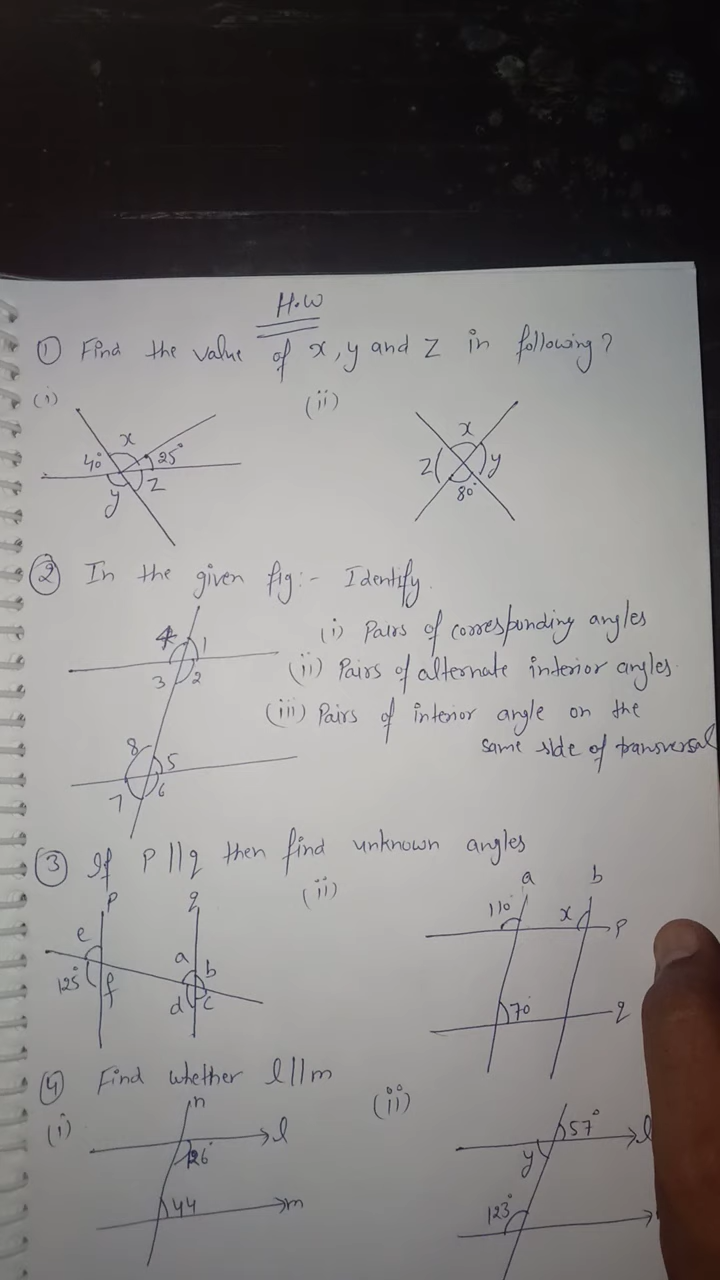 H.W
① Find the value of x, y and z in following?
(i) (ii)
x
40° 25°
y z
x
z y
80°
② In the given fig:- Identify.
(i) Pairs of corresponding angles
(ii) Pairs of alternate interior angles.
(iii) Pairs of interior angle on the
same side of transversal
4 1
3 2
8 5
7 6
③ If P || q then find unknown angles
(ii)
p q
e
a b
125° f
d c
a b
110° x p
70° q
④ Find whether l || m
(i) (ii)
n
l
m
44
57° l
y
123°